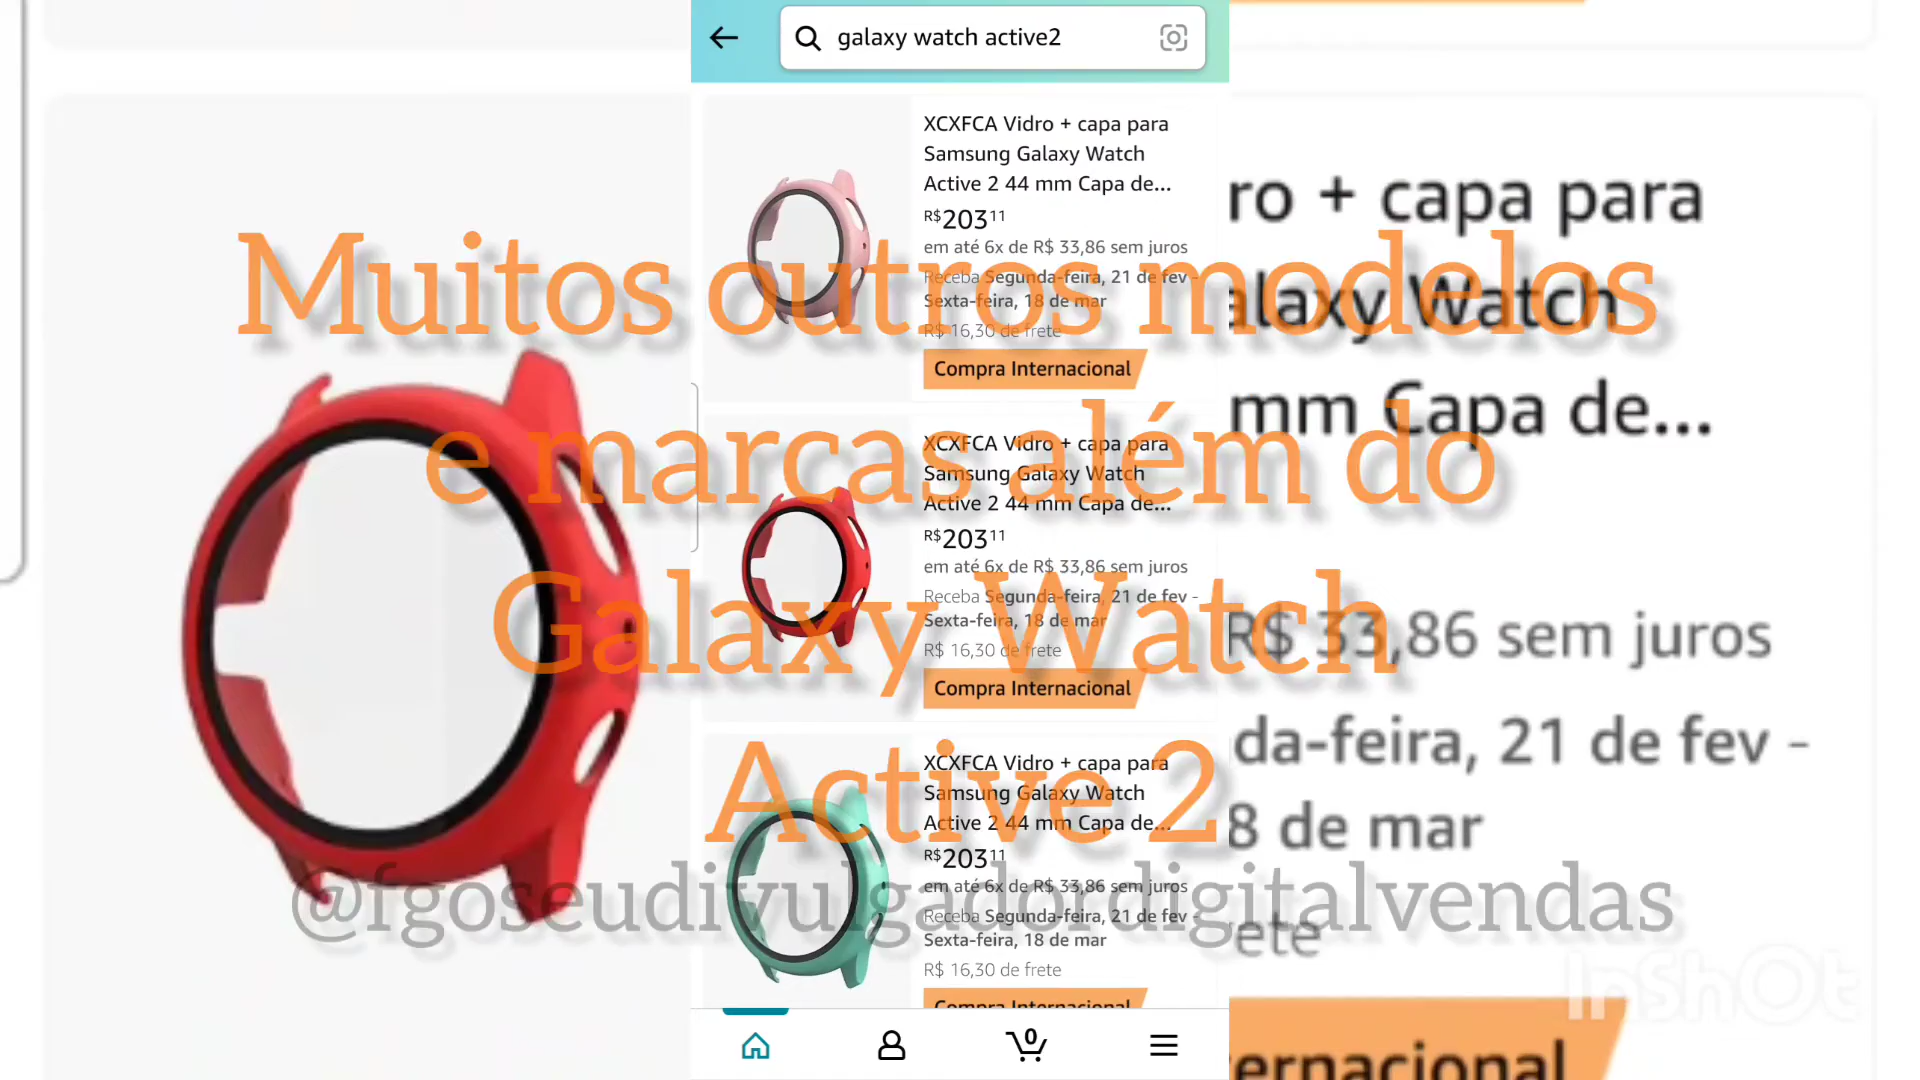 galaxy watch active2
XCXFCA Vidro + capa para
Samsung Galaxy Watch
Active 2 44 mm Capa de...
R$20311
em até 6x de R$ 33,86 sem juros
Receba Segunda-feira, 21 de fev -
Sexta-feira, 18 de mar
R$ 16,30 de frete
Compra Internacional
XCXFCA Vidro + capa para
Samsung Galaxy Watch
Active 2 44 mm Capa de...
R$20311
em até 6x de R$ 33,86 sem juros
Receba Segunda-feira, 21 de fev -
Sexta-feira, 18 de mar
R$ 16,30 de frete
Compra Internacional
XCXFCA Vidro + capa para
Samsung Galaxy Watch
Active 2 44 mm Capa de...
R$20311
em até 6x de R$ 33,86 sem juros
Receba Segunda-feira, 21 de fev -
Sexta-feira, 18 de mar
R$ 16,30 de frete
Compra Internacional
0
Muitos outros modelos
e marcas além do
Galaxy Watch
Active 2
@fgoseudivulgadordigitalvendas
ro + capa para
alaxy Watch
mm Capa de...
R$ 33,86 sem juros
da-feira, 21 de fev -
8 de mar
ete
ernacional
InShOt